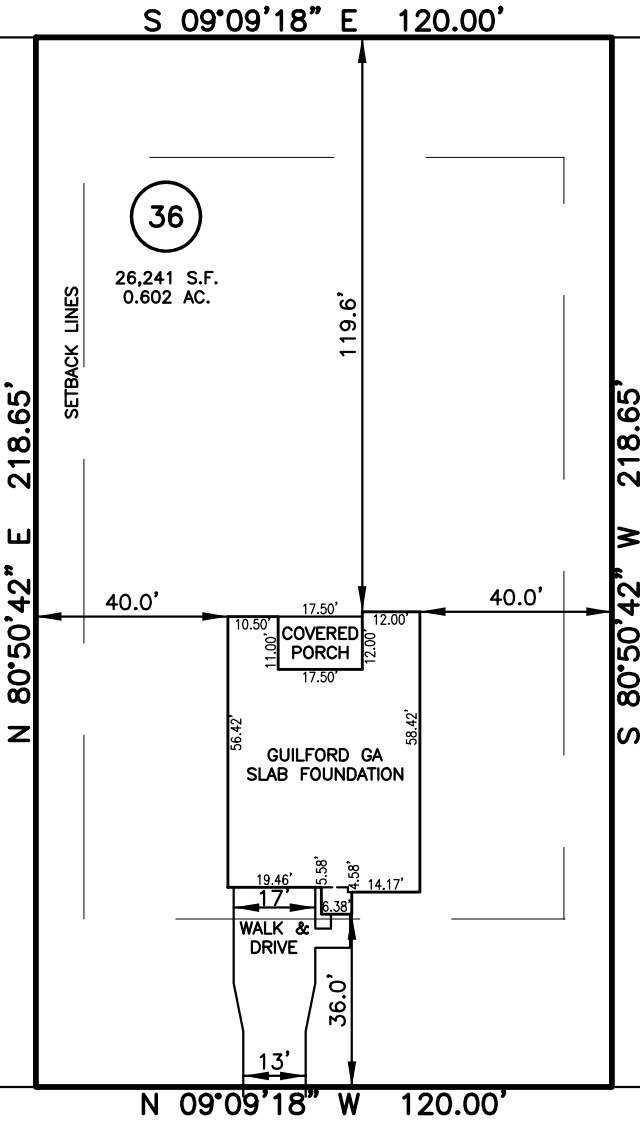 S 09°09'18" E 120.00'
36
26,241 S.F.
0.602 AC.
SETBACK LINES
119.6'
N 80°50'42" E 218.65'
S 80°50'42" W 218.65'
40.0'
40.0'
17.50'
10.50'
12.00'
COVERED
PORCH
11.00'
12.00'
17.50'
56.42'
58.42'
GUILFORD GA
SLAB FOUNDATION
19.46'
5.58'
4.58'
14.17'
17'
6.38'
WALK &
DRIVE
36.0'
13'
N 09°09'18" W 120.00'